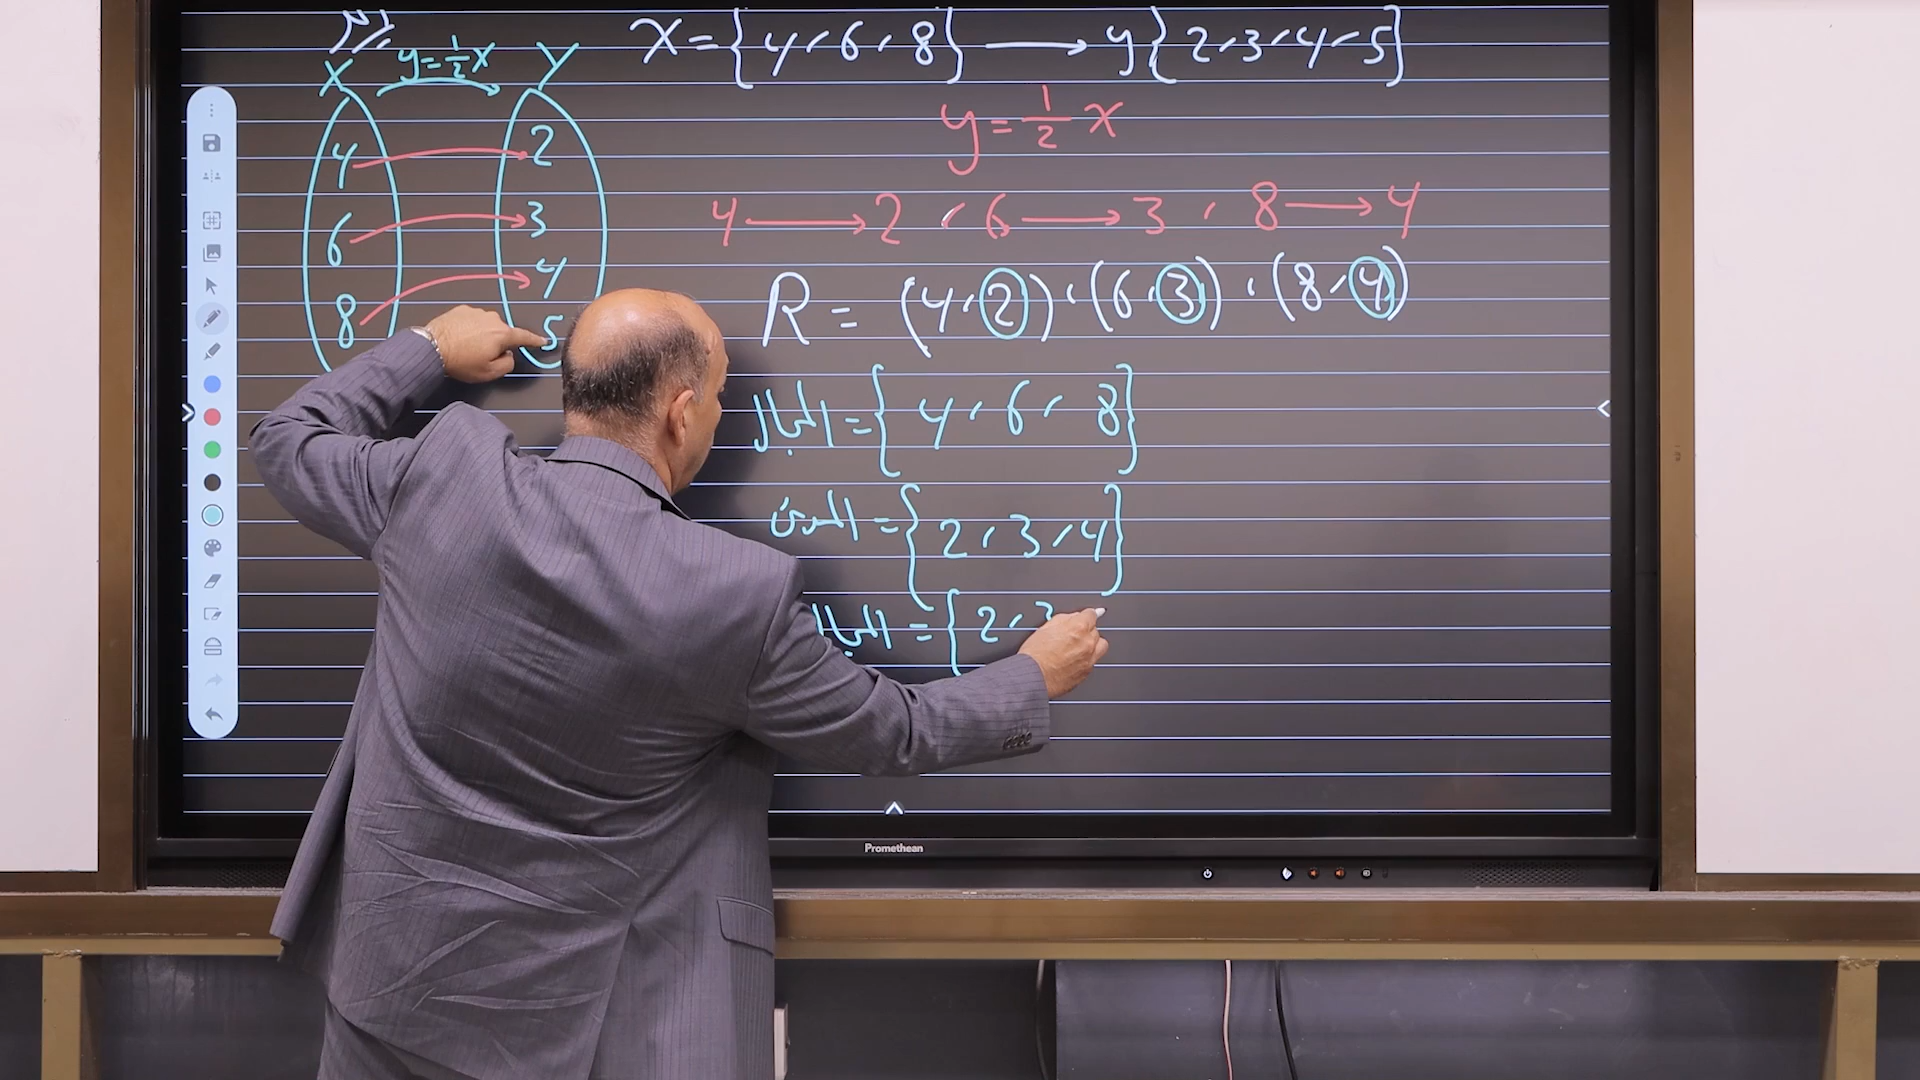 X = {4 , 6 , 8} → y {2 , 3 , 4 , 5}
y = 1/2 x
X y = 1/2 x Y
4 2
6 3
8 4
5
4 → 2 , 6 → 3 , 8 → 4
R = (4 , 2) , (6 , 3) , (8 , 4)
المجال = {4 , 6 , 8}
المدى = {2 , 3 , 4}
المجال = {2 , 3
Promethean